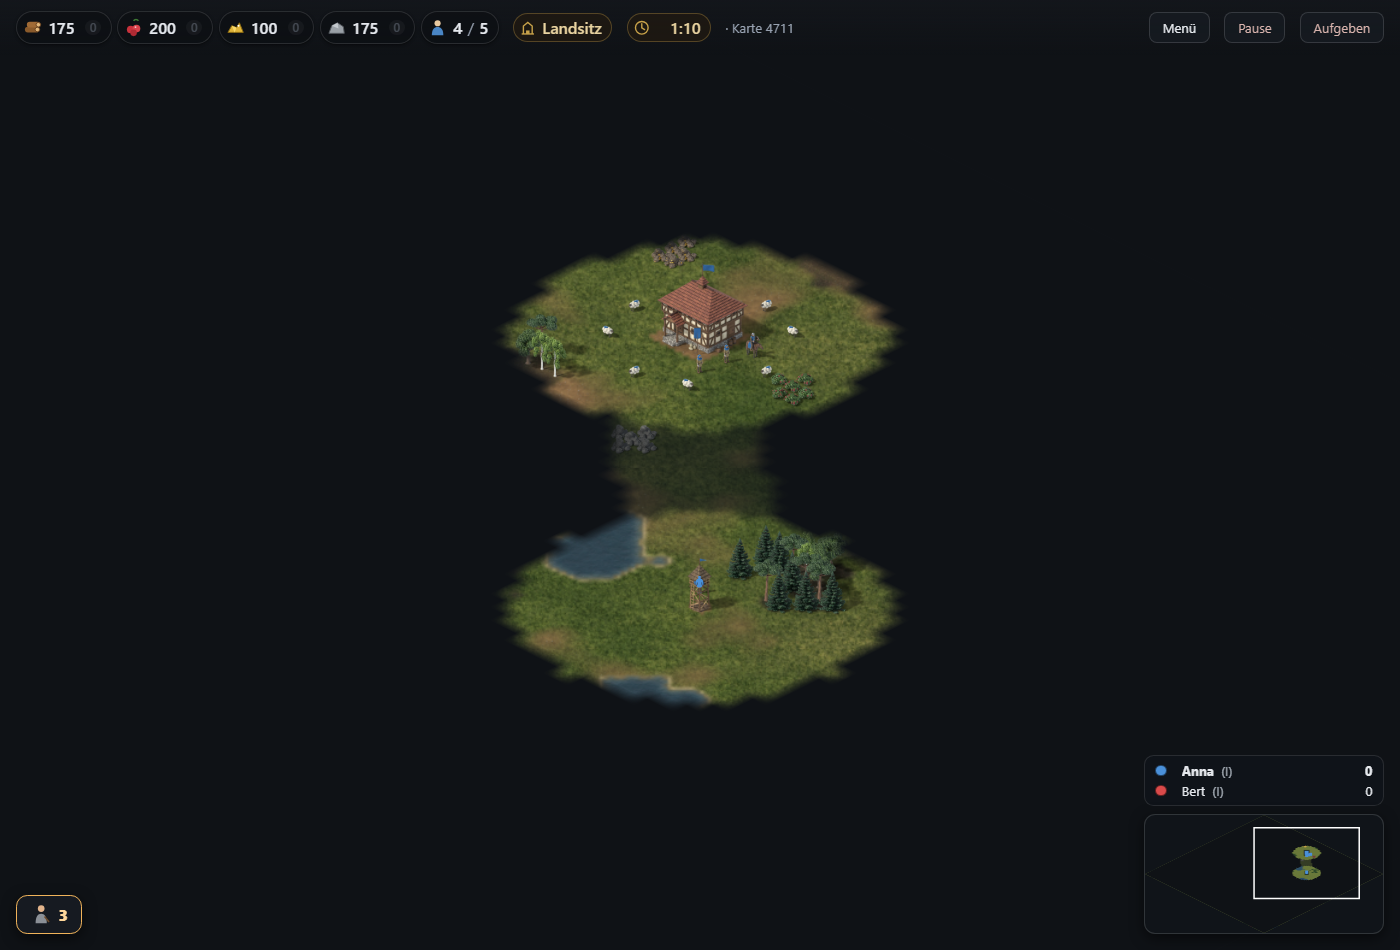 175 0 200 0 100 0 175 0 4 / 5 Landsitz 1:10 · Karte 4711 Menü Pause Aufgeben
Anna (I) 0
Bert (I) 0
3